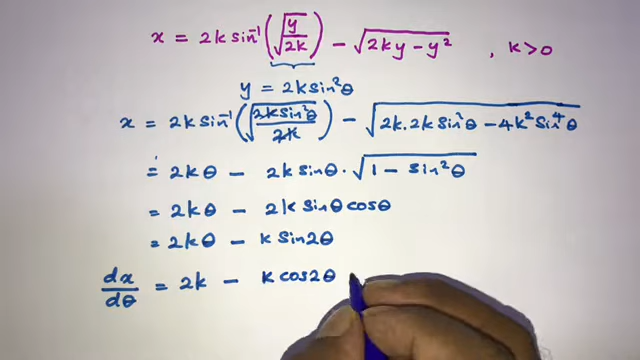 x = 2k sin⁻¹(√(y/2k)) − √(2ky − y²) , k>0
y = 2k sin²θ
x = 2k sin⁻¹(√(2k sin²θ/2k)) − √(2k.2k sin²θ − 4k² sin⁴θ)
= 2kθ − 2k sinθ · √(1 − sin²θ)
= 2kθ − 2k sinθ cosθ
= 2kθ − k sin2θ
dx/dθ = 2k − k cos2θ